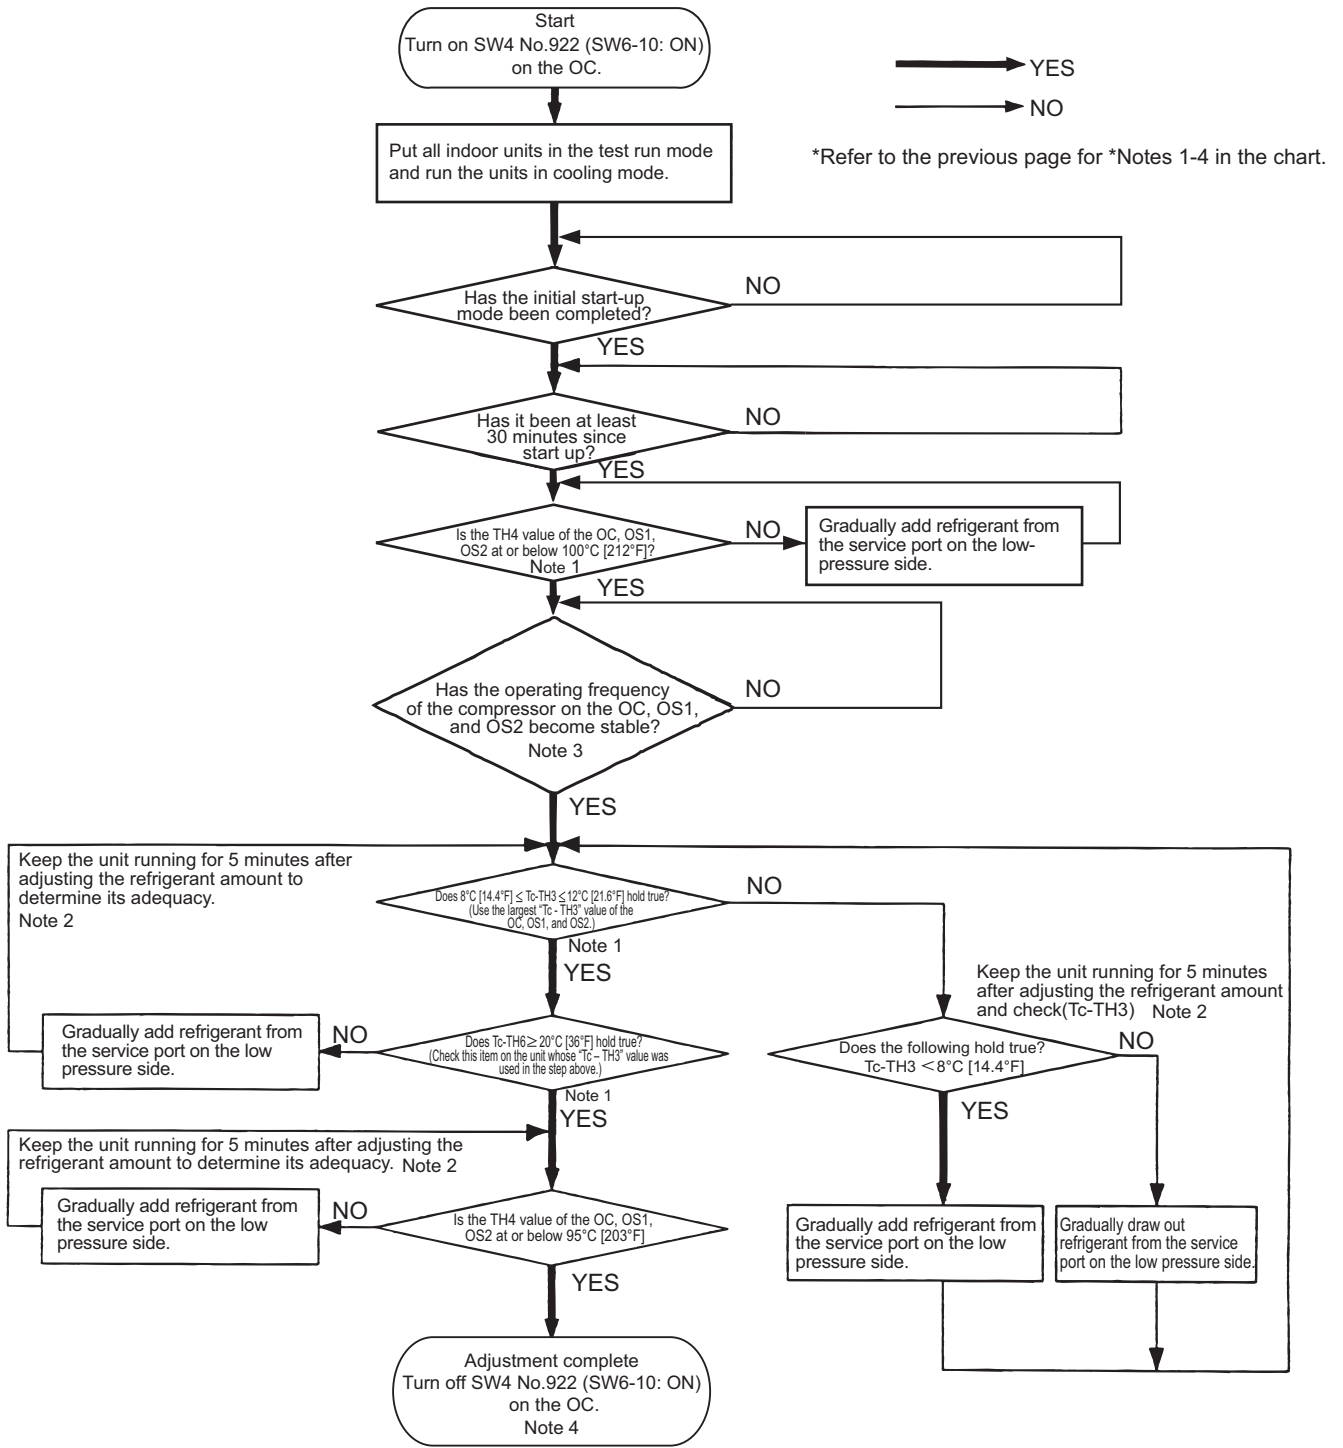 Start
Turn on SW4 No.922 (SW6-10: ON)
on the OC.
YES
NO
*Refer to the previous page for *Notes 1-4 in the chart.
Put all indoor units in the test run mode
and run the units in cooling mode.
Has the initial start-up
mode been completed?
NO
YES
Has it been at least
30 minutes since
start up?
NO
YES
Is the TH4 value of the OC, OS1,
OS2 at or below 100°C [212°F]?
Note 1
NO
Gradually add refrigerant from
the service port on the low-
pressure side.
YES
Has the operating frequency
of the compressor on the OC, OS1,
and OS2 become stable?
Note 3
NO
YES
Keep the unit running for 5 minutes after
adjusting the refrigerant amount to
determine its adequacy.
Note 2
Does 8°C [14.4°F] ≤ Tc-TH3 ≤ 12°C [21.6°F] hold true?
(Use the largest “Tc - TH3” value of the
OC, OS1, and OS2.)
Note 1
NO
YES
Keep the unit running for 5 minutes
after adjusting the refrigerant amount
and check(Tc-TH3) Note 2
Gradually add refrigerant from
the service port on the low
pressure side.
NO
Does Tc-TH6 ≥ 20°C [36°F] hold true?
(Check this item on the unit whose “Tc – TH3” value was
used in the step above.)
Note 1
YES
Does the following hold true?
Tc-TH3 <8°C [14.4°F]
NO
YES
Keep the unit running for 5 minutes after adjusting the
refrigerant amount to determine its adequacy. Note 2
Gradually add refrigerant from
the service port on the low
pressure side.
NO
Is the TH4 value of the OC, OS1,
OS2 at or below 95°C [203°F]
YES
Gradually add refrigerant from
the service port on the low
pressure side.
Gradually draw out
refrigerant from the service
port on the low pressure side.
Adjustment complete
Turn off SW4 No.922 (SW6-10: ON)
on the OC.
Note 4